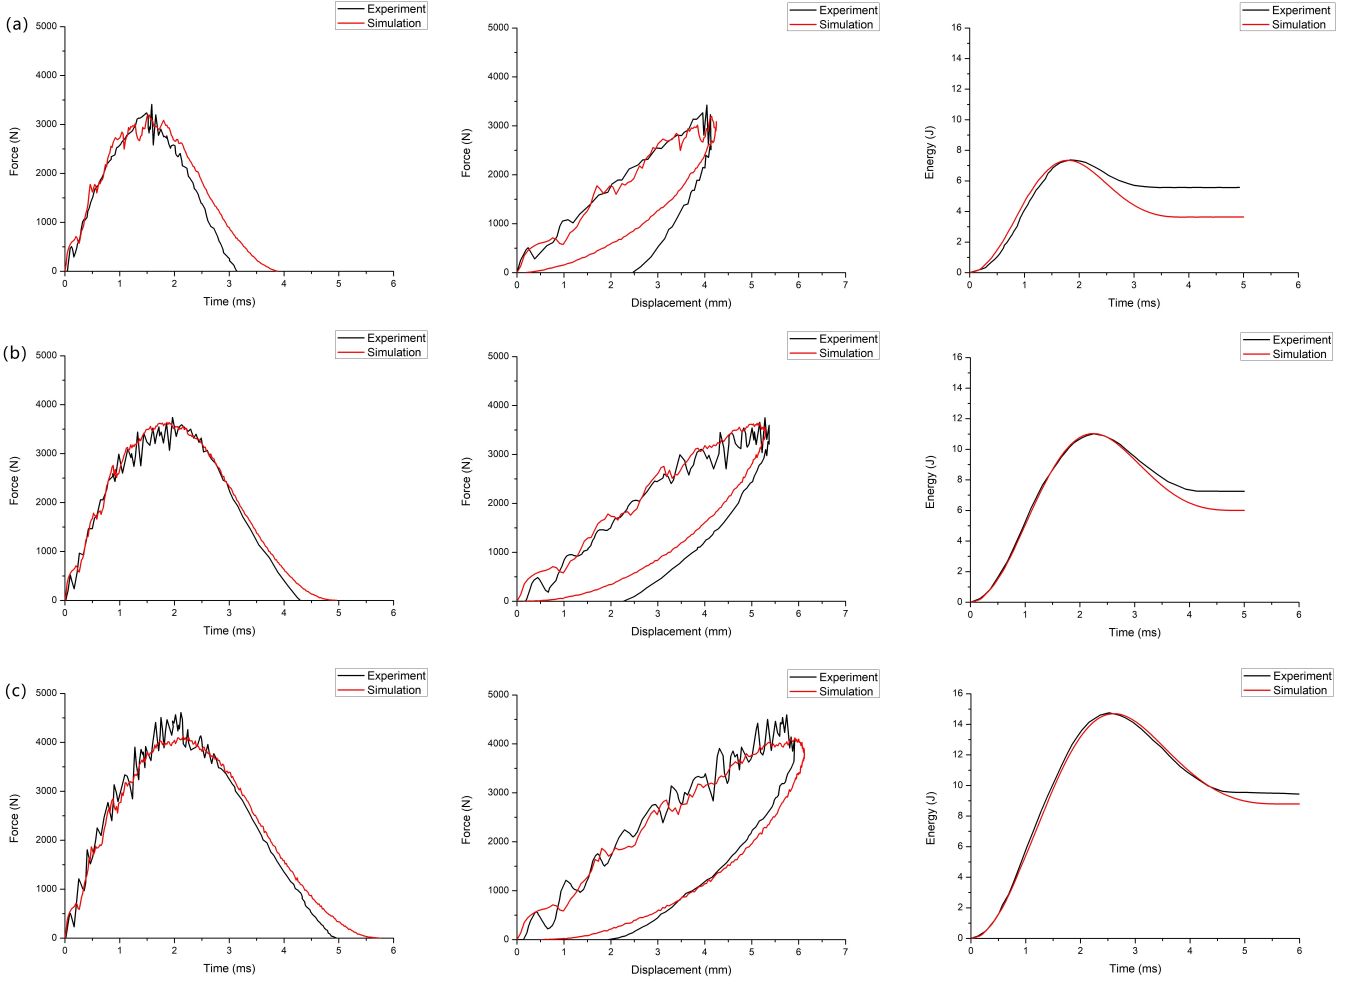 (a)
5000
4000
3000
2000
1000
0
Force (N)
0 1 2 3 4 5 6
Time (ms)
Experiment
Simulation
5000
4000
3000
2000
1000
0
Force (N)
0 1 2 3 4 5 6 7
Displacement (mm)
Experiment
Simulation
16
14
12
10
8
6
4
2
0
Energy (J)
0 1 2 3 4 5 6
Time (ms)
Experiment
Simulation
(b)
5000
4000
3000
2000
1000
0
Force (N)
0 1 2 3 4 5 6
Time (ms)
Experiment
Simulation
5000
4000
3000
2000
1000
0
Force (N)
0 1 2 3 4 5 6 7
Displacement (mm)
Experiment
Simulation
16
14
12
10
8
6
4
2
0
Energy (J)
0 1 2 3 4 5 6
Time (ms)
Experiment
Simulation
(c)
5000
4000
3000
2000
1000
0
Force (N)
0 1 2 3 4 5 6
Time (ms)
Experiment
Simulation
5000
4000
3000
2000
1000
0
Force (N)
0 1 2 3 4 5 6 7
Displacement (mm)
Experiment
Simulation
16
14
12
10
8
6
4
2
0
Energy (J)
0 1 2 3 4 5 6
Time (ms)
Experiment
Simulation